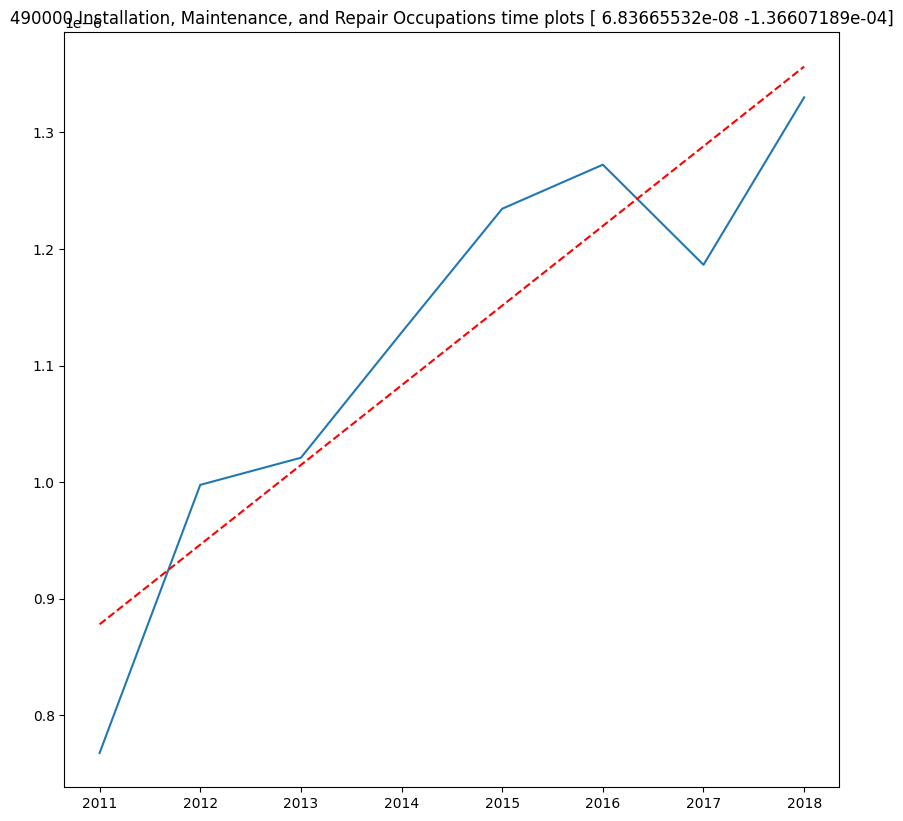 490000 Installation, Maintenance, and Repair Occupations time plots [ 6.83665532e-08 -1.36607189e-04]
1e−6
1.3
1.2
1.1
1.0
0.9
0.8
2011 2012 2013 2014 2015 2016 2017 2018